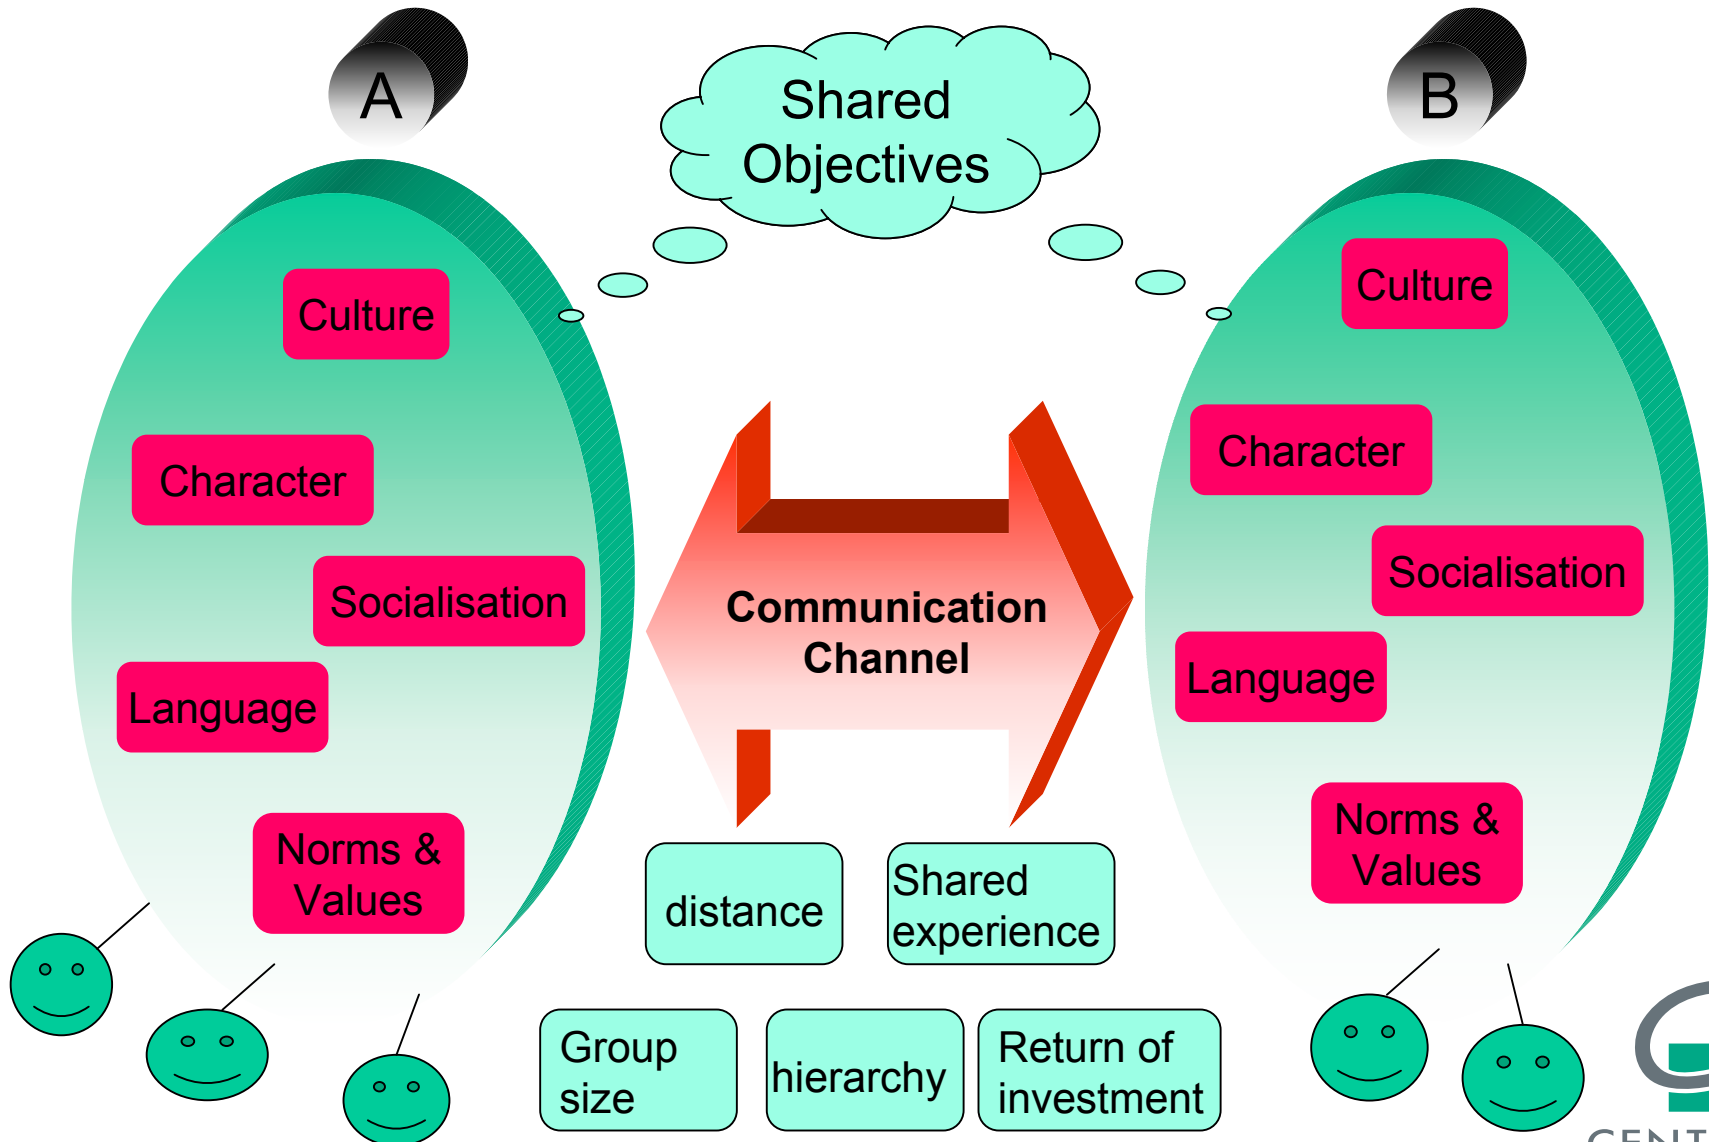 A
B
Shared
Objectives
Culture
Character
Socialisation
Language
Norms &
Values
Communication
Channel
Culture
Character
Socialisation
Language
Norms &
Values
distance
Shared
experience
Group
size
hierarchy
Return of
investment